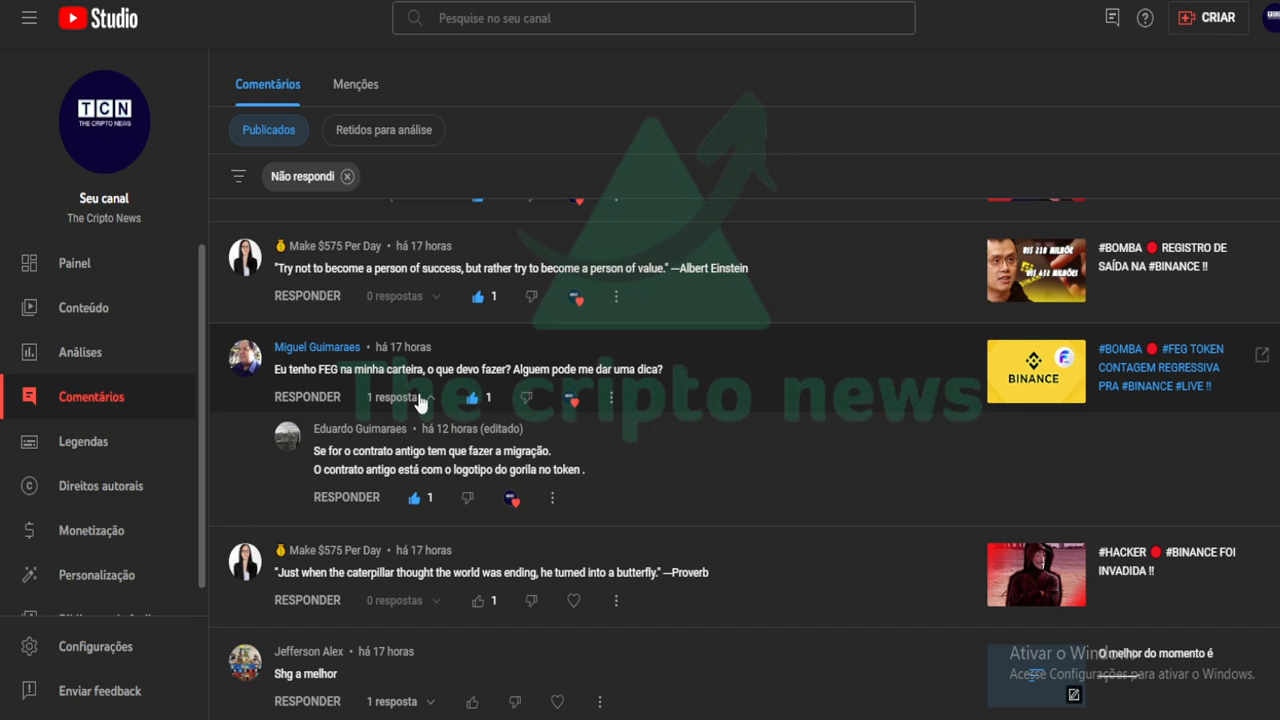 Studio
Pesquise no seu canal
CRIAR
TCN
THE CRIPTO NEWS
Seu canal
The Cripto News
Painel
Conteúdo
Análises
Comentários
Legendas
Direitos autorais
Monetização
Personalização
Configurações
Enviar feedback
Comentários
Menções
Publicados
Retidos para análise
Não respondi
Make $575 Per Day • há 17 horas
"Try not to become a person of success, but rather try to become a person of value." —Albert Einstein
RESPONDER 0 respostas 1
US$ 210 MILHÕES
#BOMBA 🔴 REGISTRO DE
SAÍDA NA #BINANCE !!
Miguel Guimaraes • há 17 horas
Eu tenho FEG na minha carteira, o que devo fazer? Alguem pode me dar uma dica?
RESPONDER 1 resposta 1
BINANCE
#BOMBA 🔴 #FEG TOKEN
CONTAGEM REGRESSIVA
PRA #BINANCE #LIVE !!
The cripto news
Eduardo Guimaraes • há 12 horas (editado)
Se for o contrato antigo tem que fazer a migração.
O contrato antigo está com o logotipo do gorila no token .
RESPONDER 1
Make $575 Per Day • há 17 horas
"Just when the caterpillar thought the world was ending, he turned into a butterfly." —Proverb
RESPONDER 0 respostas 1
#HACKER 🔴 #BINANCE FOI
INVADIDA !!
Jefferson Alex • há 17 horas
Shg a melhor
RESPONDER 1 resposta
O melhor do momento é
Ativar o Windows
Acesse Configurações para ativar o Windows.